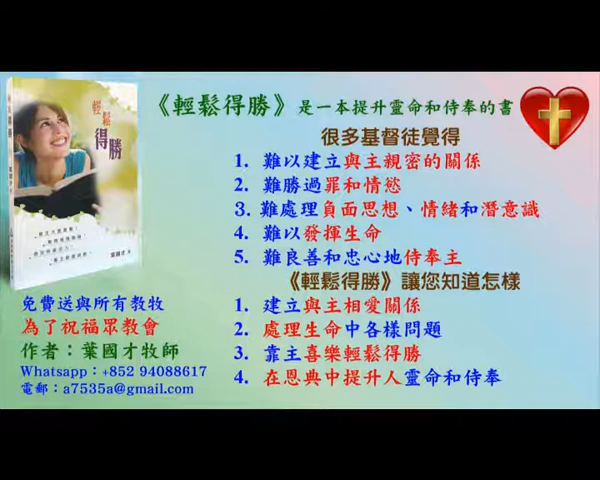 輕鬆
得勝
葉國才 著
《輕鬆得勝》是一本提升靈命和侍奉的書
很多基督徒覺得
1. 難以建立與主親密的關係
2. 難勝過罪和情慾
3. 難處理負面思想、情緒和潛意識
4. 難以發揮生命
5. 難良善和忠心地侍奉主
《輕鬆得勝》讓您知道怎樣
1. 建立與主相愛關係
2. 處理生命中各樣問題
3. 靠主喜樂輕鬆得勝
4. 在恩典中提升人靈命和侍奉
免費送與所有教牧
為了祝福眾教會
作者：葉國才牧師
Whatsapp：+852 94088617
電郵：a7535a@gmail.com